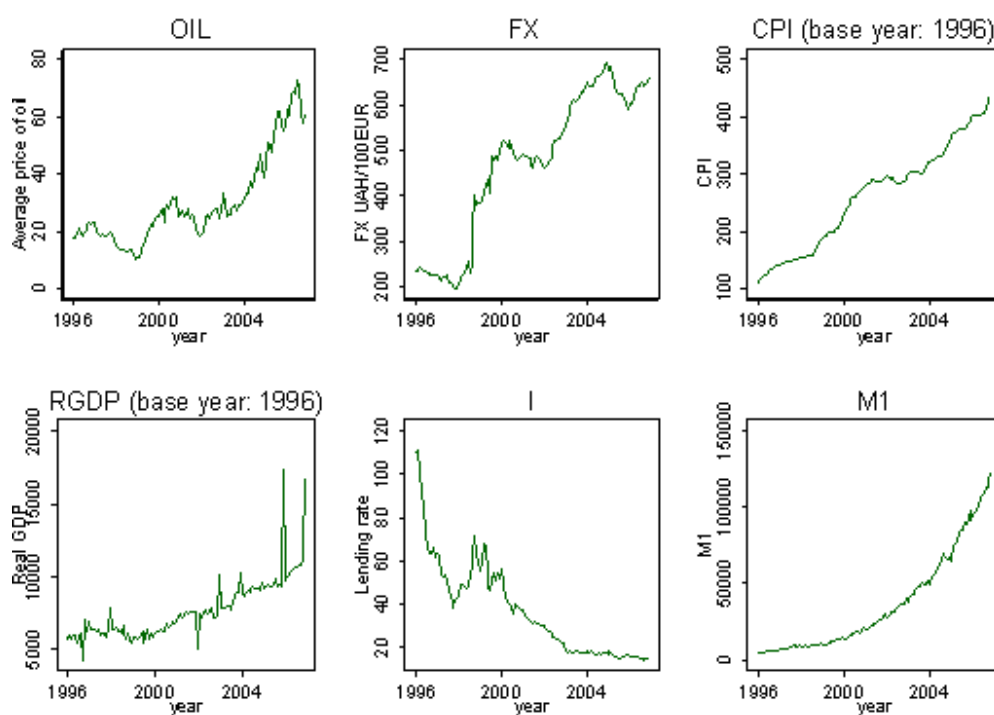 OIL
Average price of oil
80
60
40
20
0
1996 2000 2004
year
FX
FX UAH/100EUR
700
600
500
400
300
200
1996 2000 2004
year
CPI (base year: 1996)
CPI
500
400
300
200
100
1996 2000 2004
year
RGDP (base year: 1996)
Real GDP
20000
15000
10000
5000
1996 2000 2004
year
I
Lending rate
120
100
80
60
40
20
1996 2000 2004
year
M1
M1
150000
100000
50000
0
1996 2000 2004
year